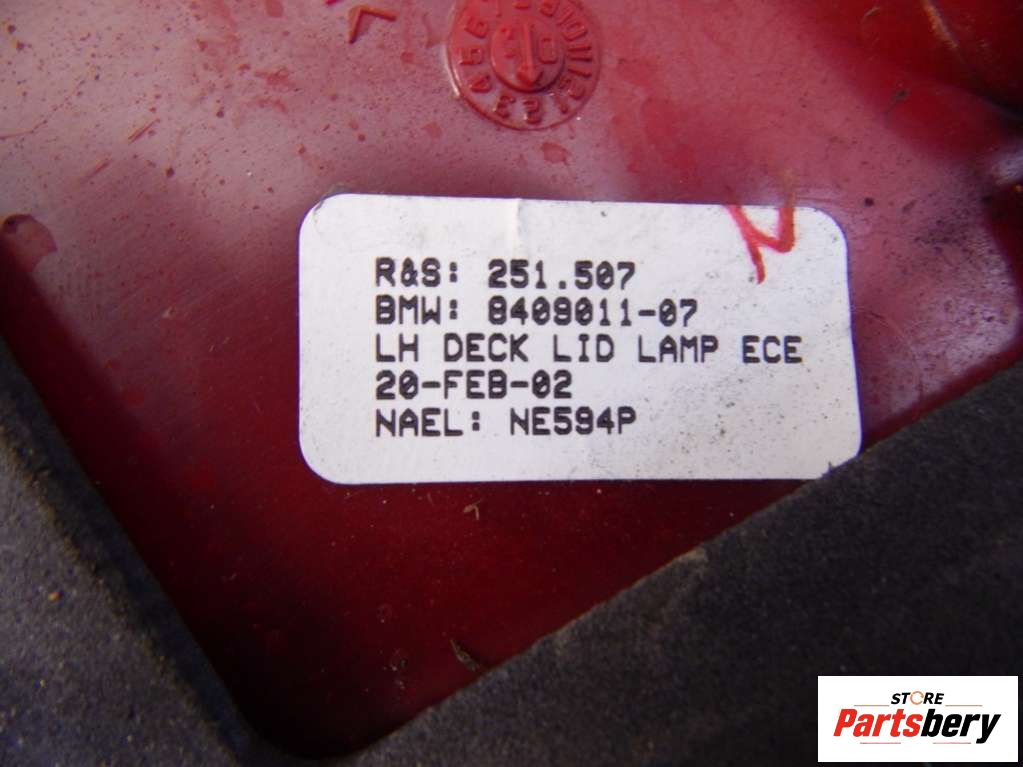 R&S: 251.507
BMW: 8409011-07
LH DECK LID LAMP ECE
20-FEB-02
NAEL: NE594P
STORE
Partsbery